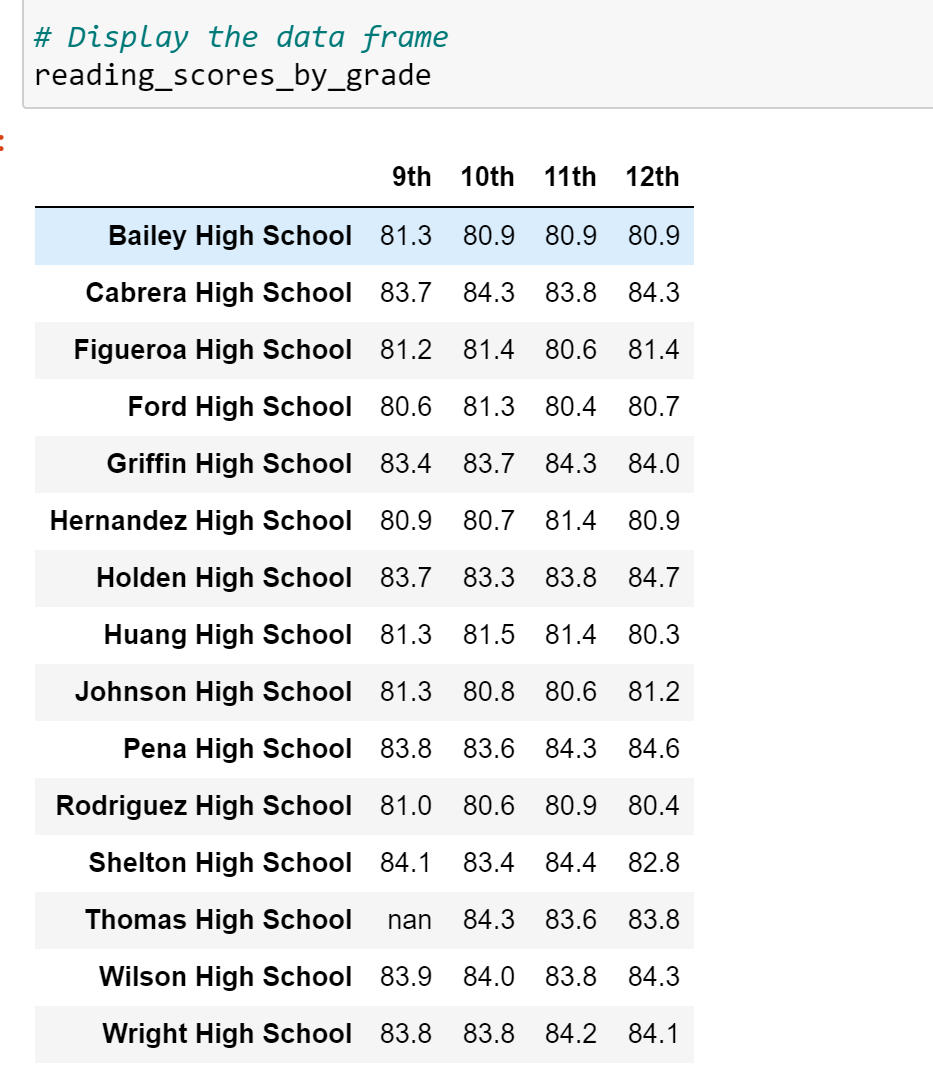 # Display the data frame
reading_scores_by_grade
:
9th 10th 11th 12th
Bailey High School 81.3 80.9 80.9 80.9
Cabrera High School 83.7 84.3 83.8 84.3
Figueroa High School 81.2 81.4 80.6 81.4
Ford High School 80.6 81.3 80.4 80.7
Griffin High School 83.4 83.7 84.3 84.0
Hernandez High School 80.9 80.7 81.4 80.9
Holden High School 83.7 83.3 83.8 84.7
Huang High School 81.3 81.5 81.4 80.3
Johnson High School 81.3 80.8 80.6 81.2
Pena High School 83.8 83.6 84.3 84.6
Rodriguez High School 81.0 80.6 80.9 80.4
Shelton High School 84.1 83.4 84.4 82.8
Thomas High School nan 84.3 83.6 83.8
Wilson High School 83.9 84.0 83.8 84.3
Wright High School 83.8 83.8 84.2 84.1